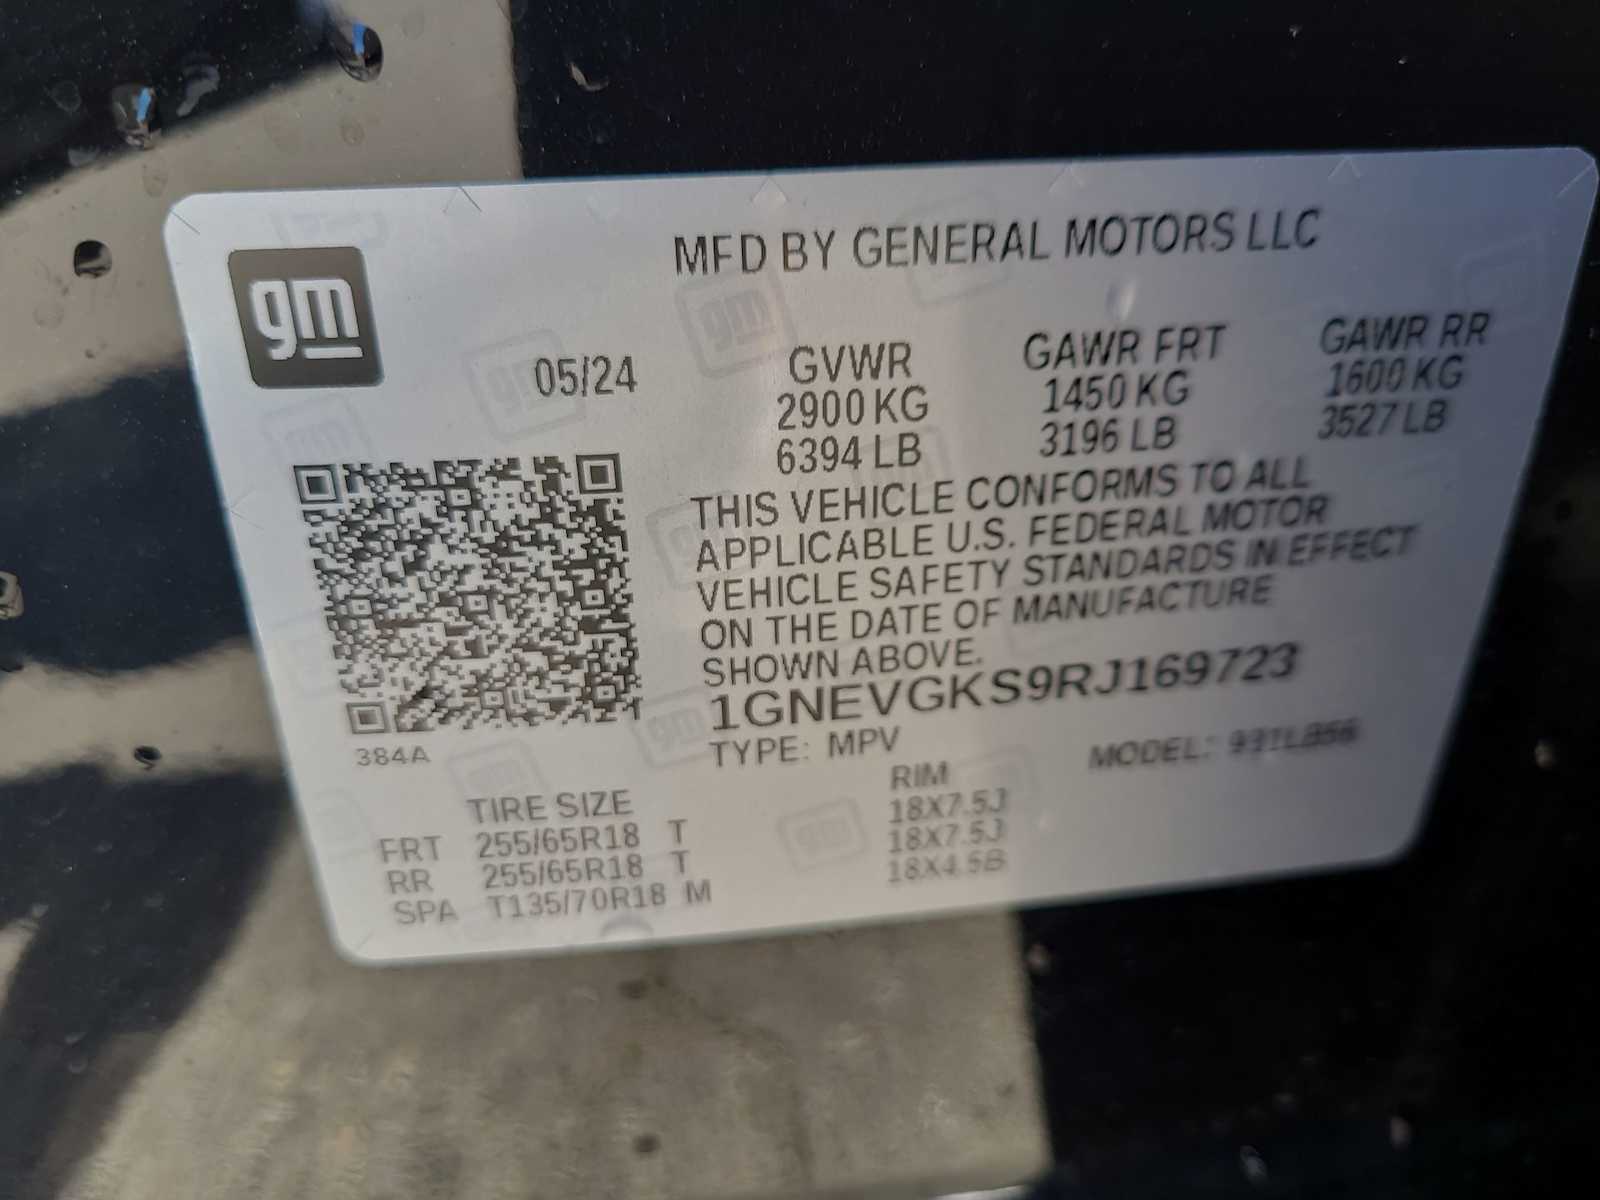 gm
MFD BY GENERAL MOTORS LLC
05/24
GVWR GAWR FRT GAWR RR
2900 KG 1450 KG 1600 KG
6394 LB 3196 LB 3527 LB
THIS VEHICLE CONFORMS TO ALL
APPLICABLE U.S. FEDERAL MOTOR
VEHICLE SAFETY STANDARDS IN EFFECT
ON THE DATE OF MANUFACTURE
SHOWN ABOVE.
1GNEVGKS9RJ169723
384A
TYPE: MPV MODEL:
TIRE SIZE RIM
FRT 255/65R18 T 18X7.5J
RR 255/65R18 T 18X7.5J
SPA T135/70R18 M 18X4.5B